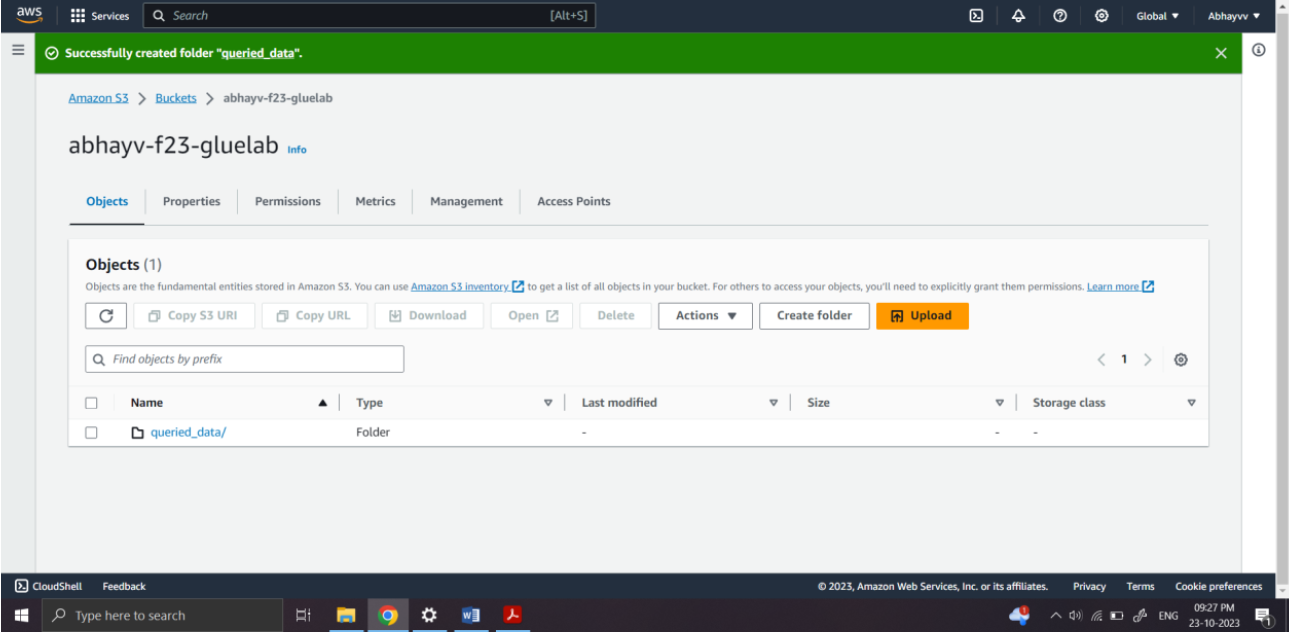 aws Services Search [Alt+S] Global ▼ Abhayvv ▼
Successfully created folder "queried_data".
Amazon S3 > Buckets > abhayv-f23-gluelab
abhayv-f23-gluelab Info
Objects Properties Permissions Metrics Management Access Points
Objects (1)
Objects are the fundamental entities stored in Amazon S3. You can use Amazon S3 inventory to get a list of all objects in your bucket. For others to access your objects, you'll need to explicitly grant them permissions. Learn more
Copy S3 URI Copy URL Download Open Delete Actions ▼ Create folder Upload
Find objects by prefix < 1 >
Name Type Last modified Size Storage class
queried_data/ Folder - - -
CloudShell Feedback © 2023, Amazon Web Services, Inc. or its affiliates. Privacy Terms Cookie preferences
Type here to search ENG 09:27 PM
23-10-2023 1